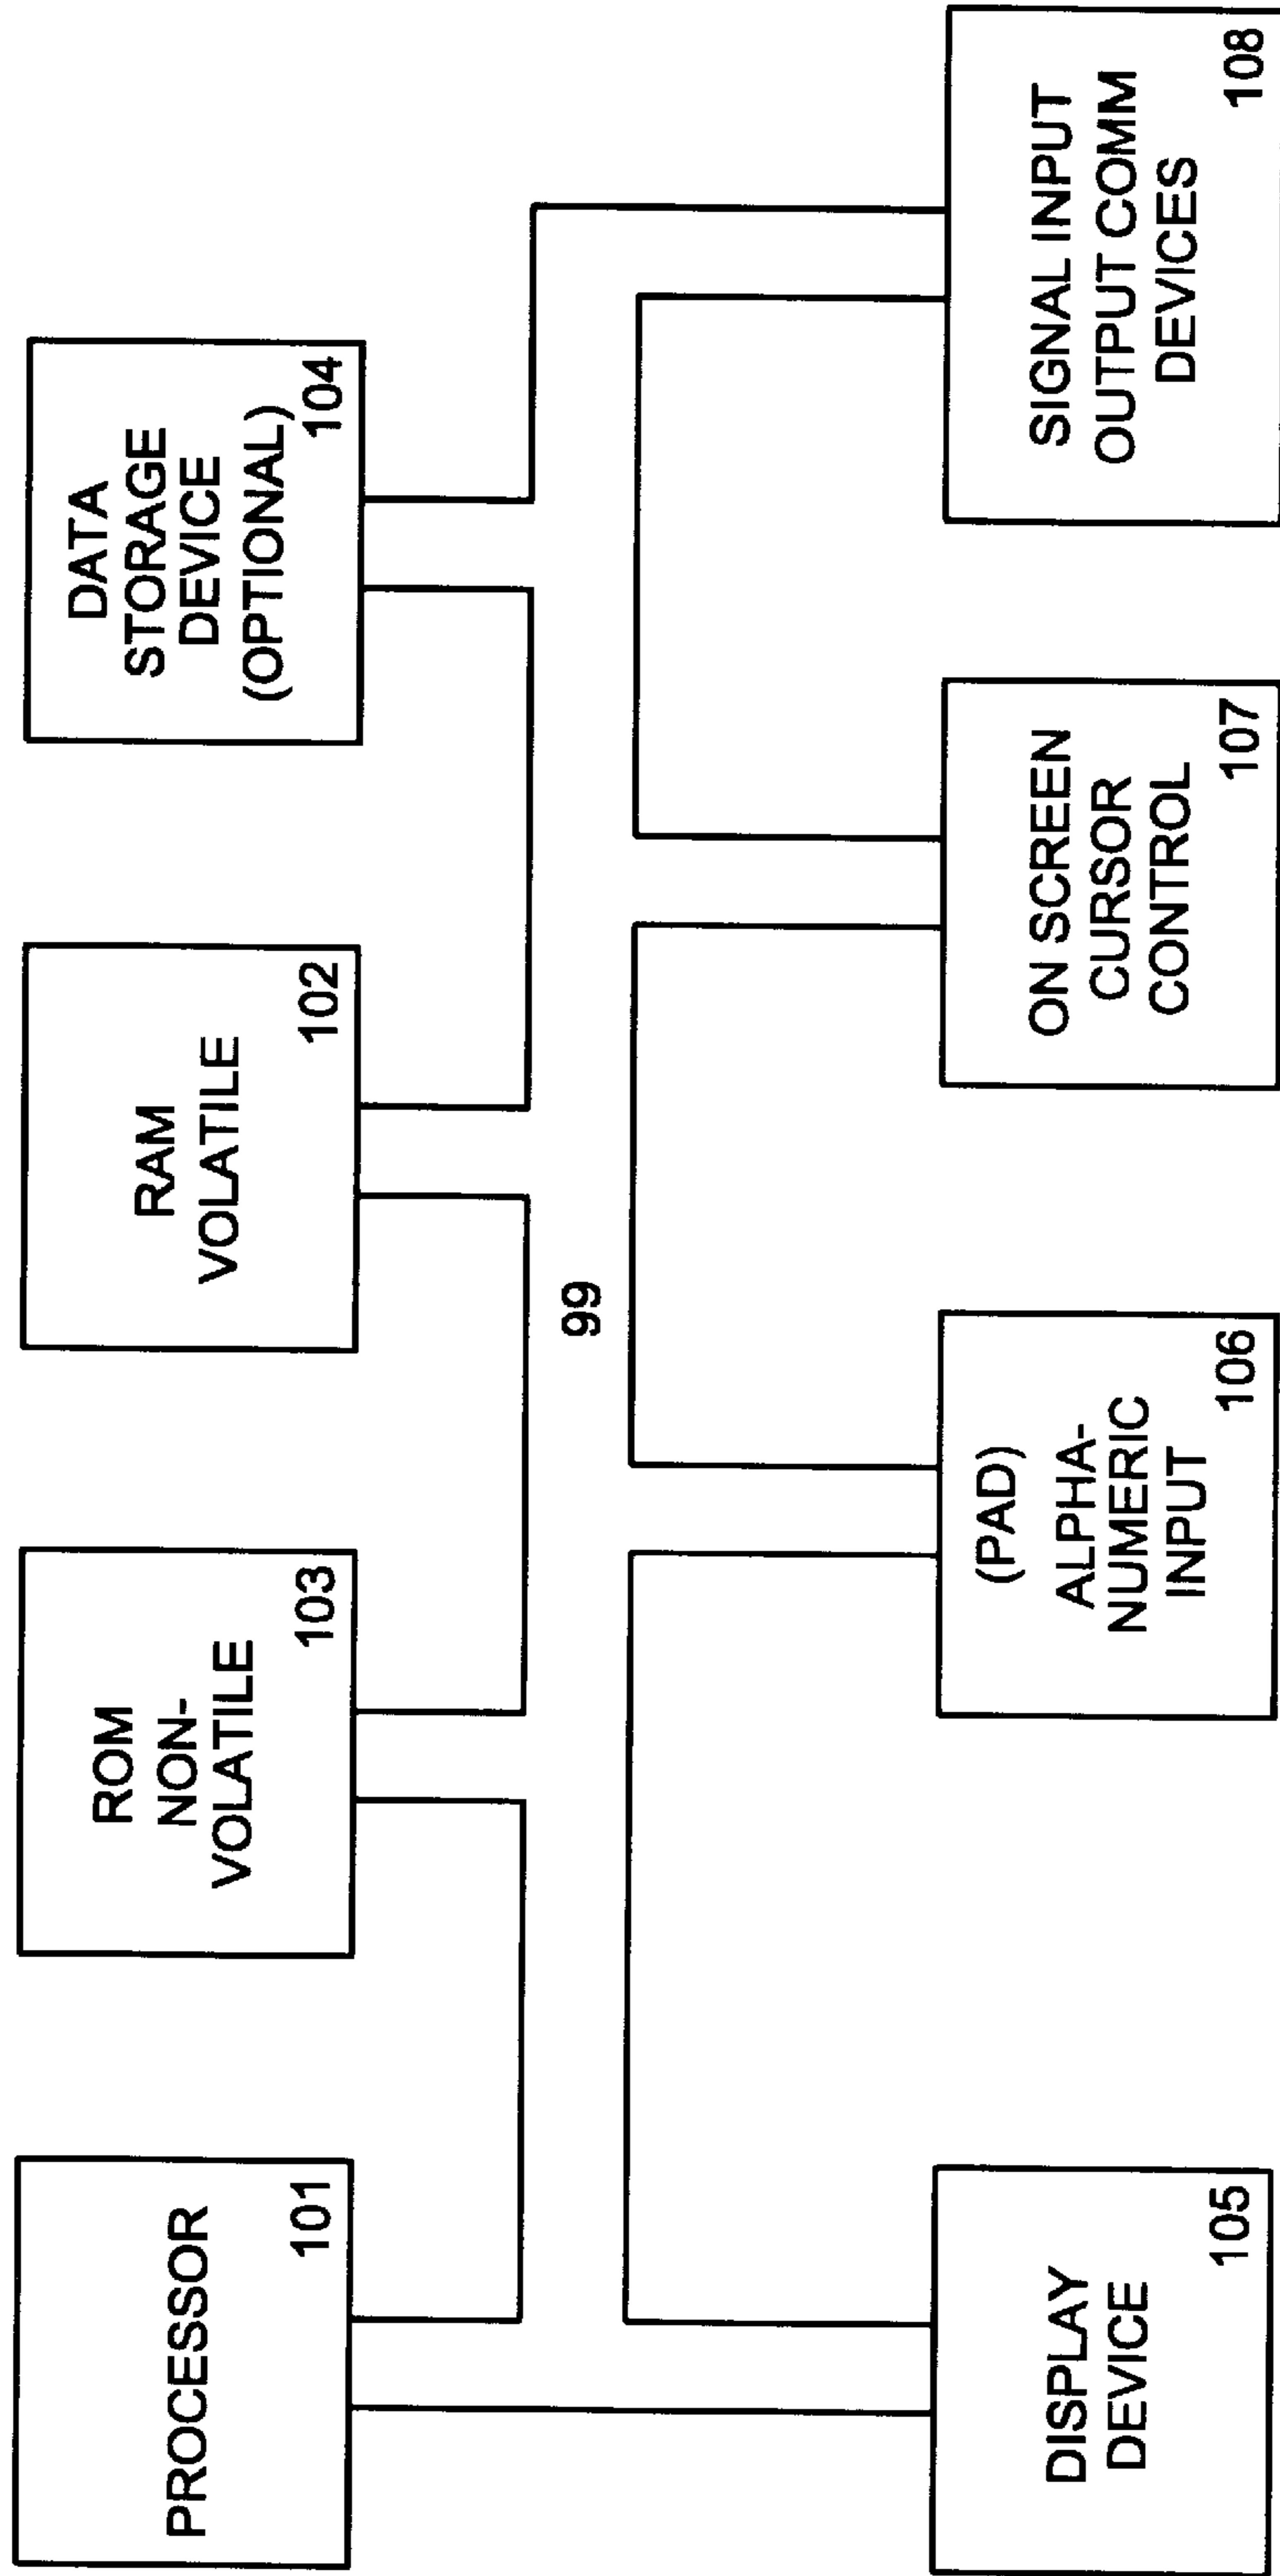 PROCESSOR
101
ROM
NON-
VOLATILE
103
RAM
VOLATILE
102
DATA
STORAGE
DEVICE
(OPTIONAL)
104
99
DISPLAY
DEVICE
105
(PAD)
ALPHA-
NUMERIC
INPUT
106
ON SCREEN
CURSOR
CONTROL
107
SIGNAL INPUT
OUTPUT COMM
DEVICES
108